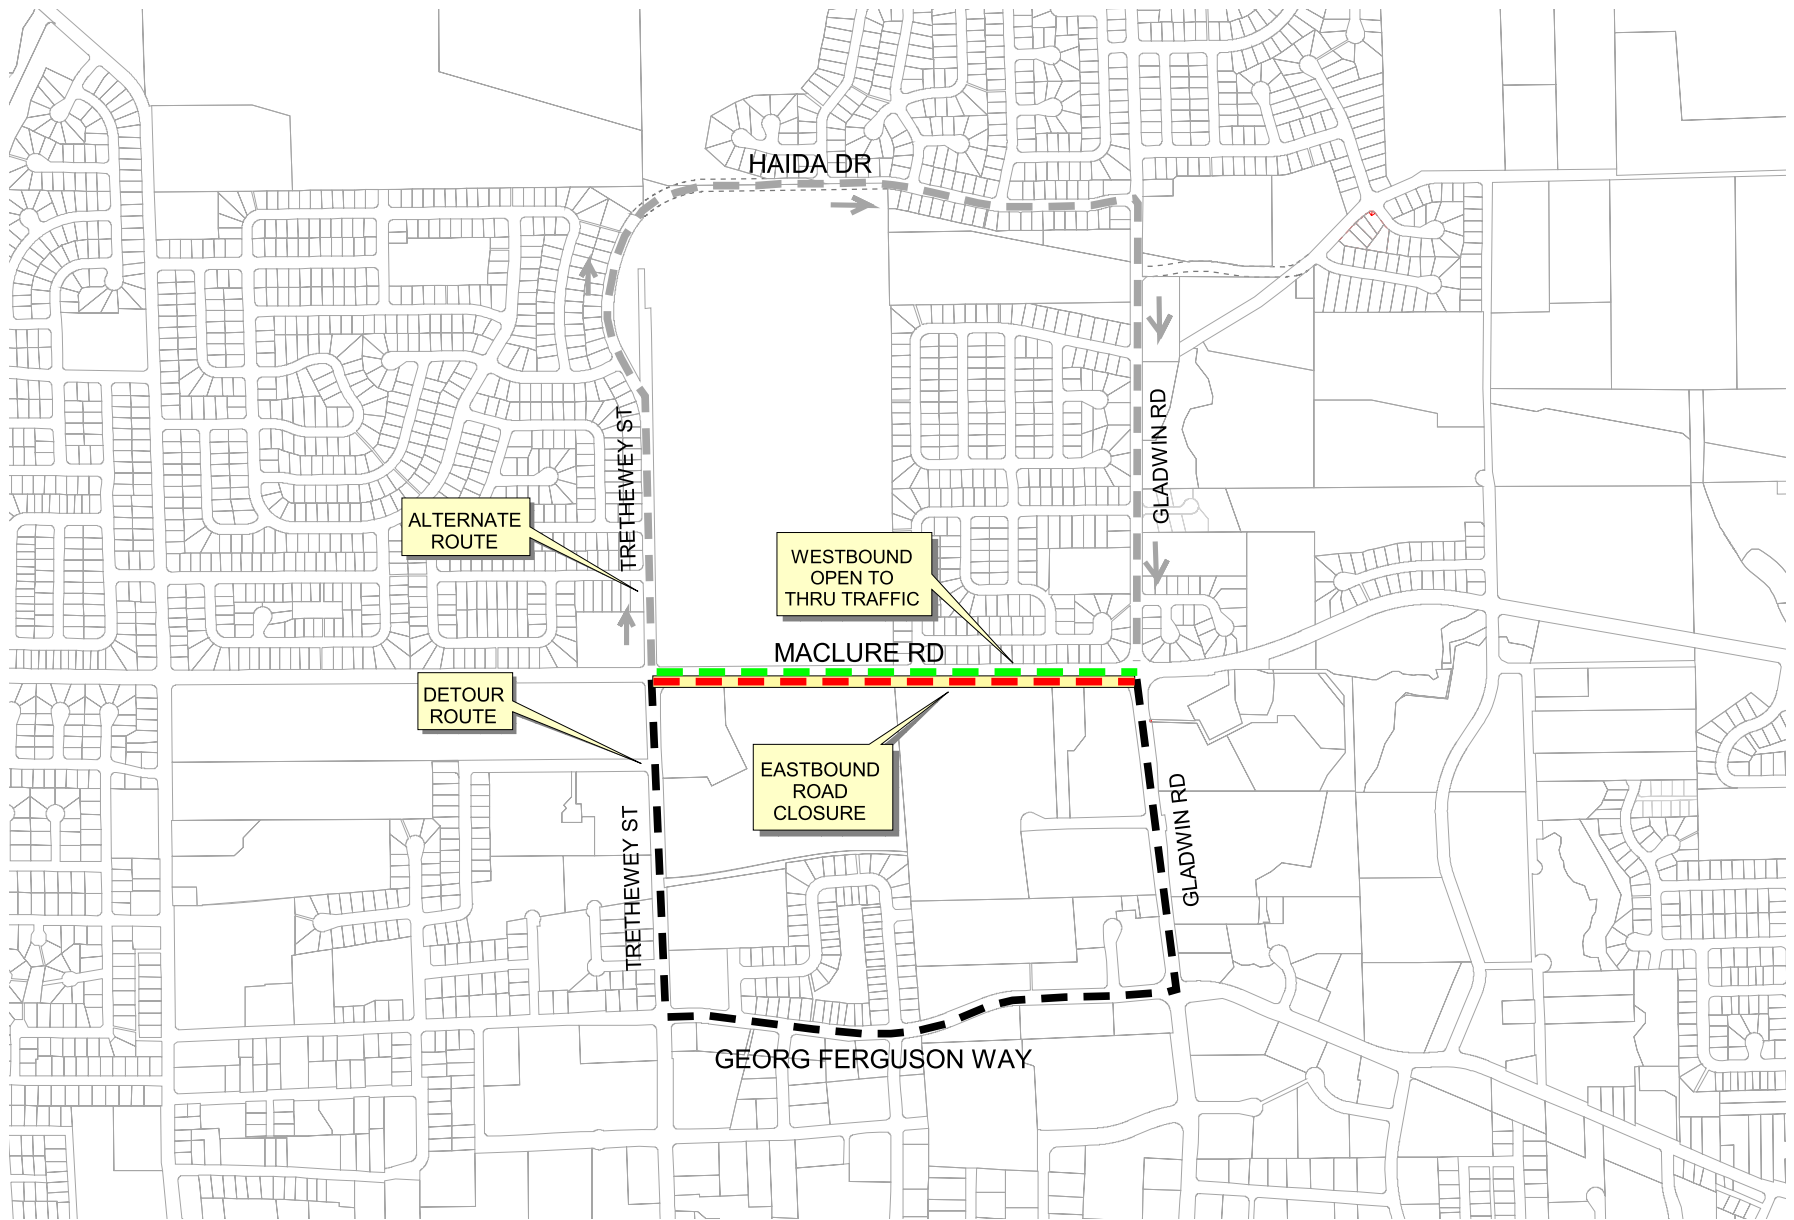 HAIDA DR
TRETHEWEY ST
GLADWIN RD
ALTERNATE
ROUTE
WESTBOUND
OPEN TO
THRU TRAFFIC
MACLURE RD
DETOUR
ROUTE
EASTBOUND
ROAD
CLOSURE
TRETHEWEY ST
GLADWIN RD
GEORG FERGUSON WAY